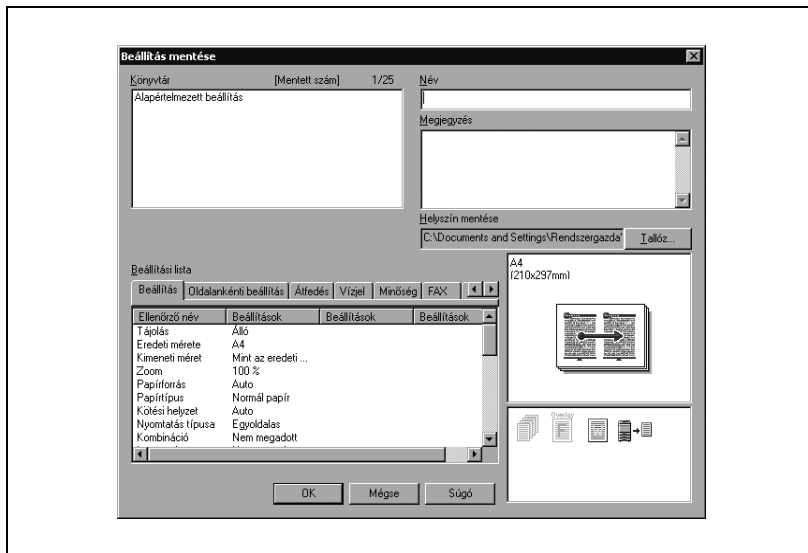 Beállítás mentése
Könyvtár [Mentett szám] 1/25
Alapértelmezett beállítás
Név
Megjegyzés
Helyszín mentése
C:\Documents and Settings\Rendszergazda\ Tallóz...
Beállítási lista
Beállítás Oldalankénti beállítás Átfedés Vízjel Minőség FAX
Ellenőrző név Beállítások Beállítások Beállítások
Tájolás Álló
Eredeti mérete A4
Kimeneti méret Mint az eredeti ...
Zoom 100 %
Papírforrás Auto
Papírtípus Normál papír
Kötési helyzet Auto
Nyomtatás típusa Egyoldalas
Kombináció Nem megadott
A4
(210x297mm)
Overlay
OK Mégse Súgó